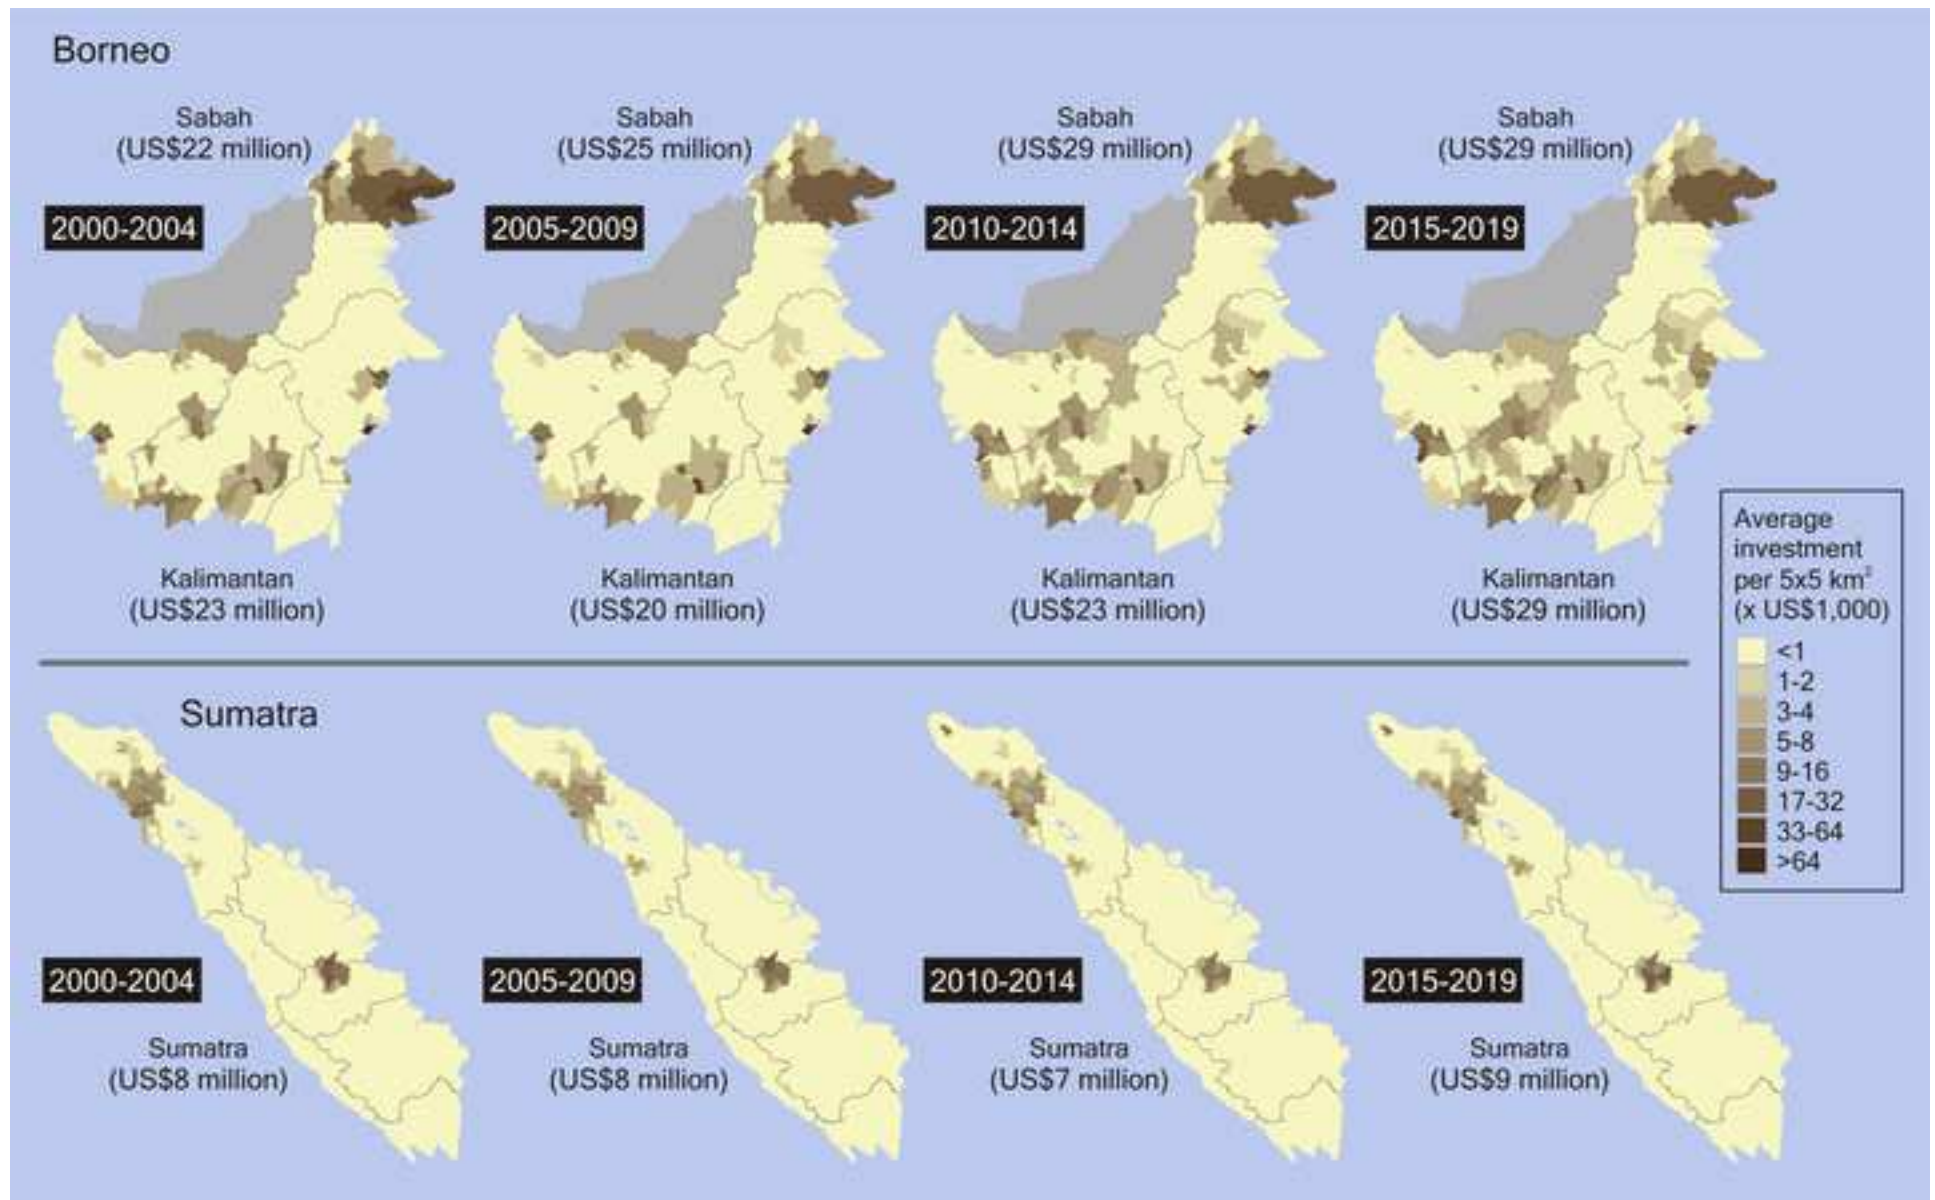 Borneo
Sabah
(US$22 million)
2000-2004
Kalimantan
(US$23 million)
Sabah
(US$25 million)
2005-2009
Kalimantan
(US$20 million)
Sabah
(US$29 million)
2010-2014
Kalimantan
(US$23 million)
Sabah
(US$29 million)
2015-2019
Kalimantan
(US$29 million)
Average
investment
per 5x5 km²
(x US$1,000)
<1
1-2
3-4
5-8
9-16
17-32
33-64
>64
Sumatra
2000-2004
Sumatra
(US$8 million)
2005-2009
Sumatra
(US$8 million)
2010-2014
Sumatra
(US$7 million)
2015-2019
Sumatra
(US$9 million)